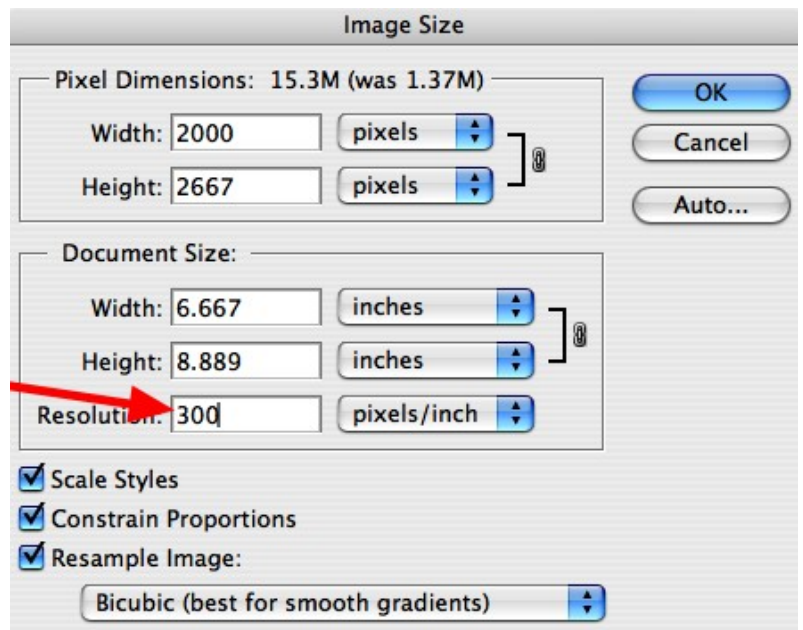 Image Size
Pixel Dimensions: 15.3M (was 1.37M)
Width: 2000 pixels
Height: 2667 pixels
OK
Cancel
Auto...
Document Size:
Width: 6.667 inches
Height: 8.889 inches
Resolution: 300 pixels/inch
Scale Styles
Constrain Proportions
Resample Image:
Bicubic (best for smooth gradients)